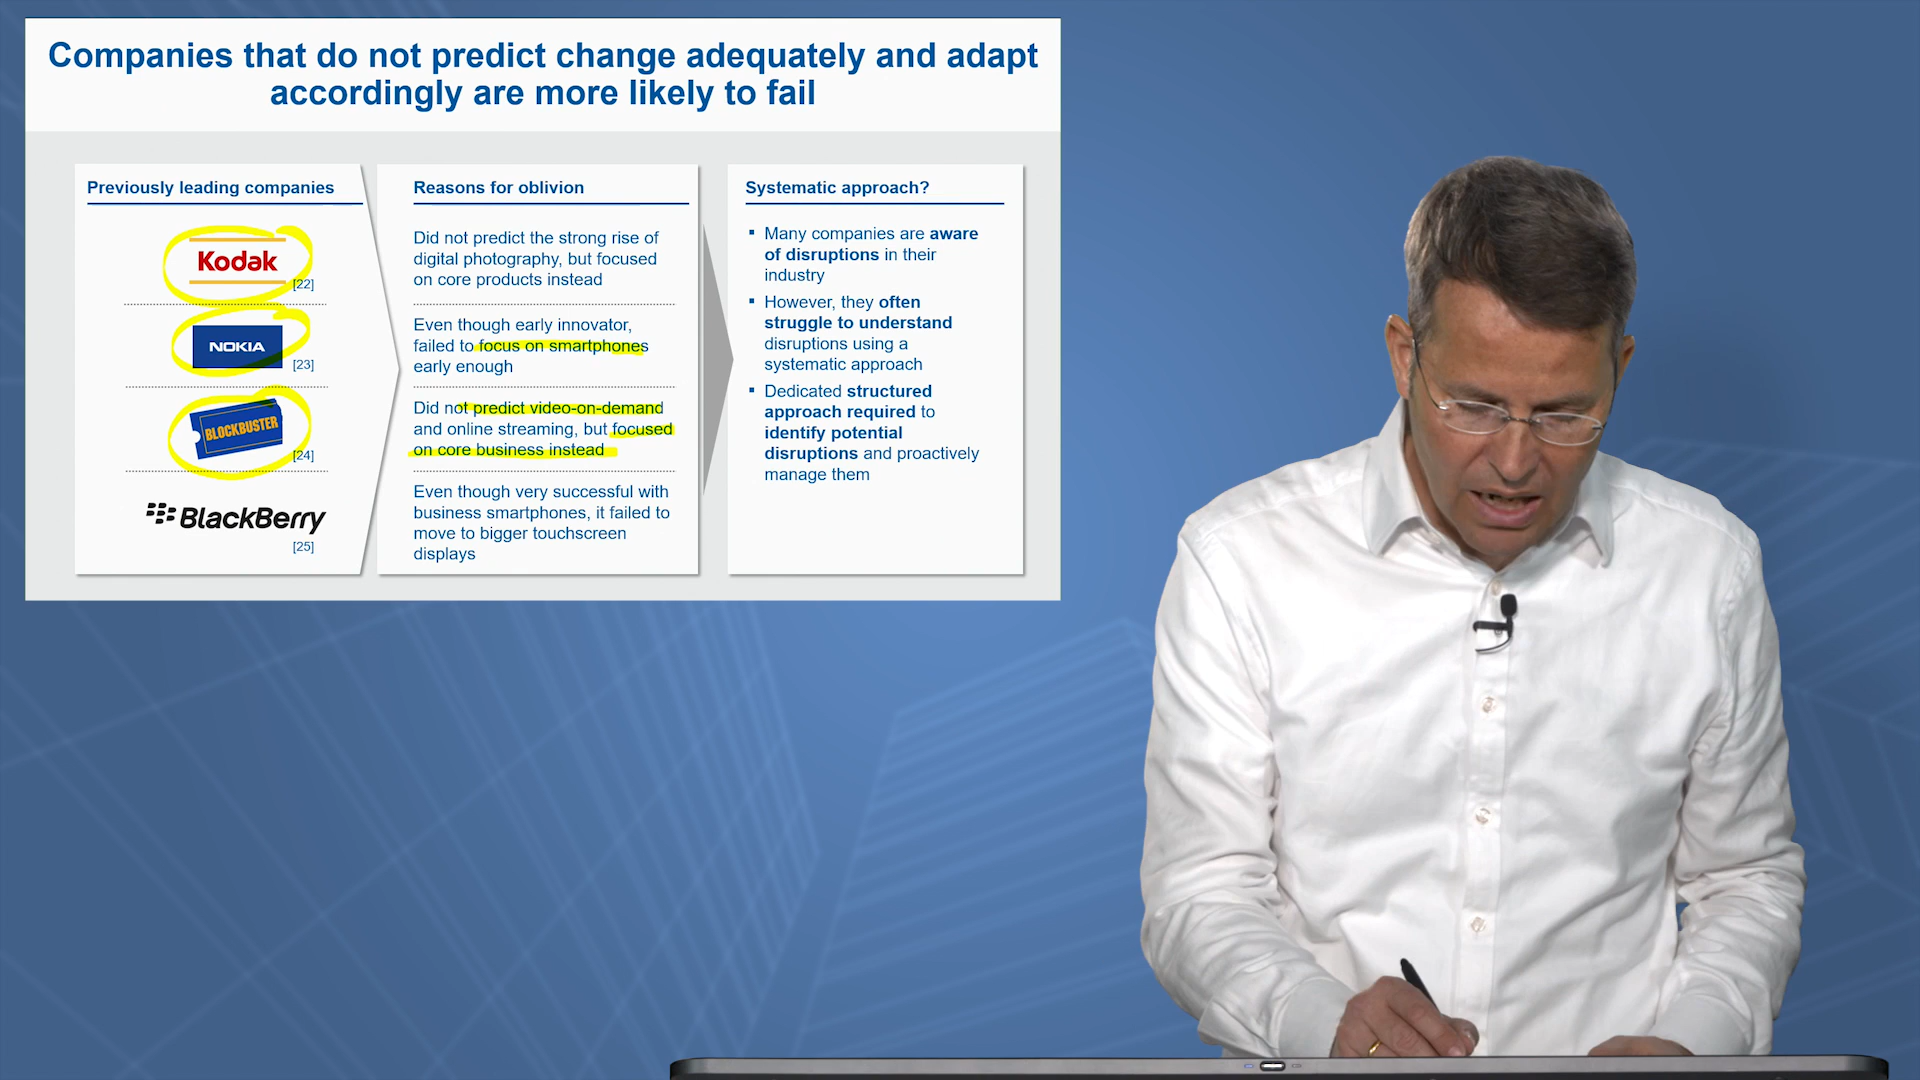 Companies that do not predict change adequately and adapt
accordingly are more likely to fail
Previously leading companies
Kodak
[22]
NOKIA
[23]
BLOCKBUSTER
[24]
BlackBerry
[25]
Reasons for oblivion
Did not predict the strong rise of
digital photography, but focused
on core products instead
Even though early innovator,
failed to focus on smartphones
early enough
Did not predict video-on-demand
and online streaming, but focused
on core business instead
Even though very successful with
business smartphones, it failed to
move to bigger touchscreen
displays
Systematic approach?
▪ Many companies are aware
of disruptions in their
industry
▪ However, they often
struggle to understand
disruptions using a
systematic approach
▪ Dedicated structured
approach required to
identify potential
disruptions and proactively
manage them